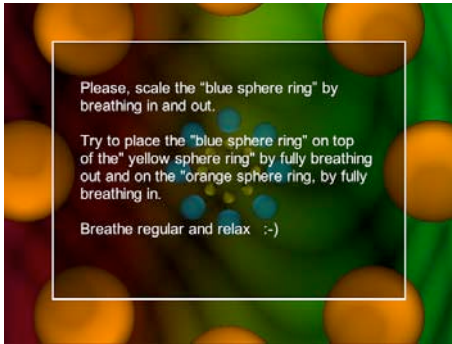 Please, scale the “blue sphere ring” by
breathing in and out.
Try to place the "blue sphere ring" on top
of the" yellow sphere ring" by fully breathing
out and on the "orange sphere ring, by fully
breathing in.
Breathe regular and relax :-)